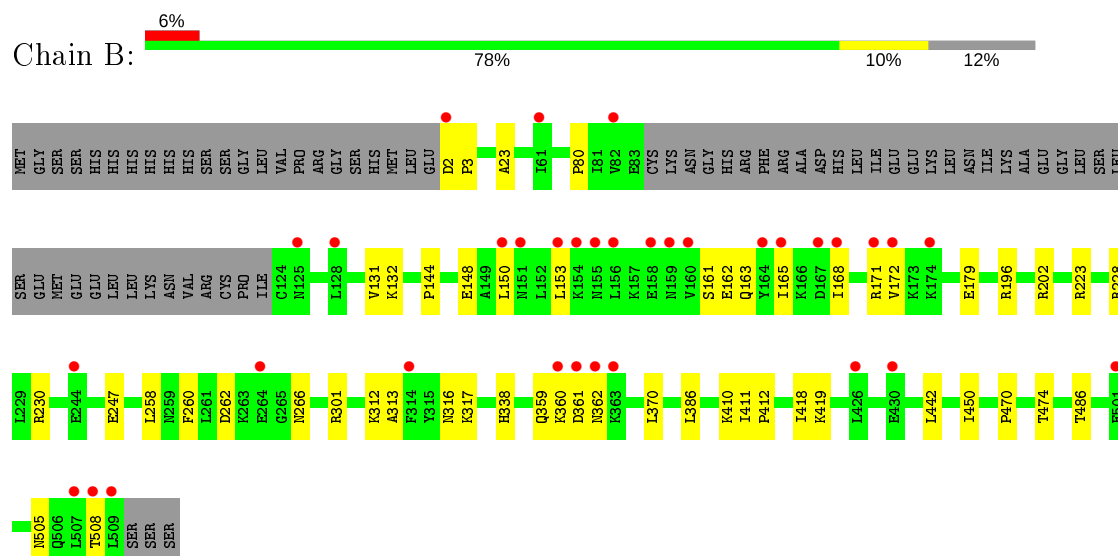 6%
Chain B:
78% 10% 12%
MET GLY SER SER HIS HIS HIS HIS HIS HIS SER SER GLY LEU VAL PRO ARG GLY SER HIS MET LEU GLU D2 P3 A23 I61 P80 I81 V82 E83 CYS LYS ASN GLY HIS ARG PHE ARG ALA ASP HIS LEU ILE GLU GLU LYS LEU ASN ILE LYS ALA GLU GLY LEU SER LEU
SER GLU MET GLU GLU LEU LEU LYS ASN VAL ARG CYS PRO ILE C124 N125 L128 V131 K132 P144 E148 A149 L150 N151 L152 L153 K154 N155 L156 K157 E158 N159 V160 S161 E162 Q163 Y164 I165 K166 D167 I168 R171 V172 K173 K174 E179 R196 R202 R223 R228
L229 R230 E244 E247 L258 N259 F260 L261 D262 K263 E264 G265 N266 R301 K312 A313 F314 Y315 N316 K317 H338 Q359 K360 D361 N362 K363 L370 L386 K410 I411 P412 I418 K419 L426 E430 L442 I450 P470 T474 T486
N505 Q506 L507 T508 L509 SER SER SER